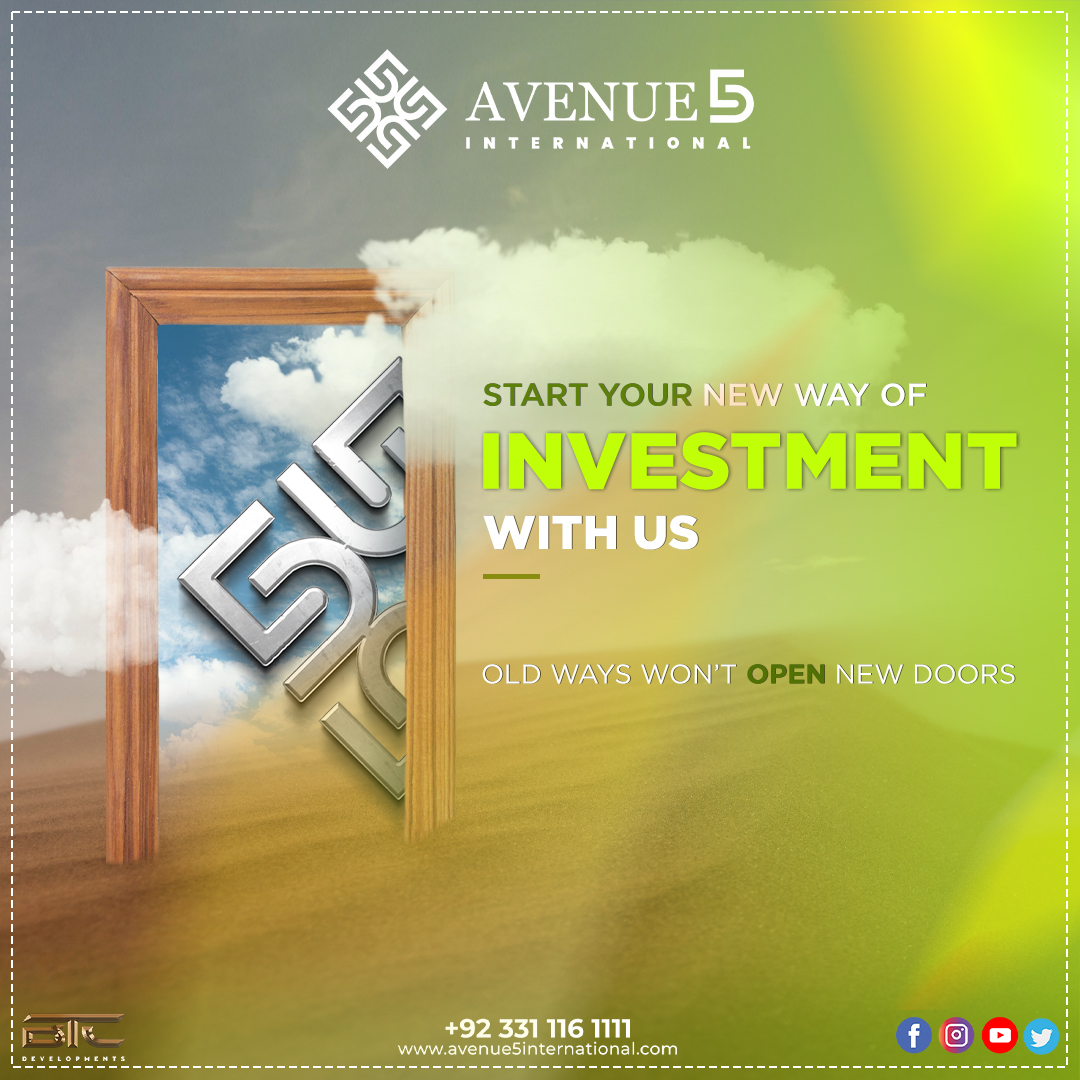 AVENUE 5
INTERNATIONAL
START YOUR NEW WAY OF
INVESTMENT
WITH US
OLD WAYS WON'T OPEN NEW DOORS
DEVELOPMENTS
+92 331 116 1111
www.avenue5international.com